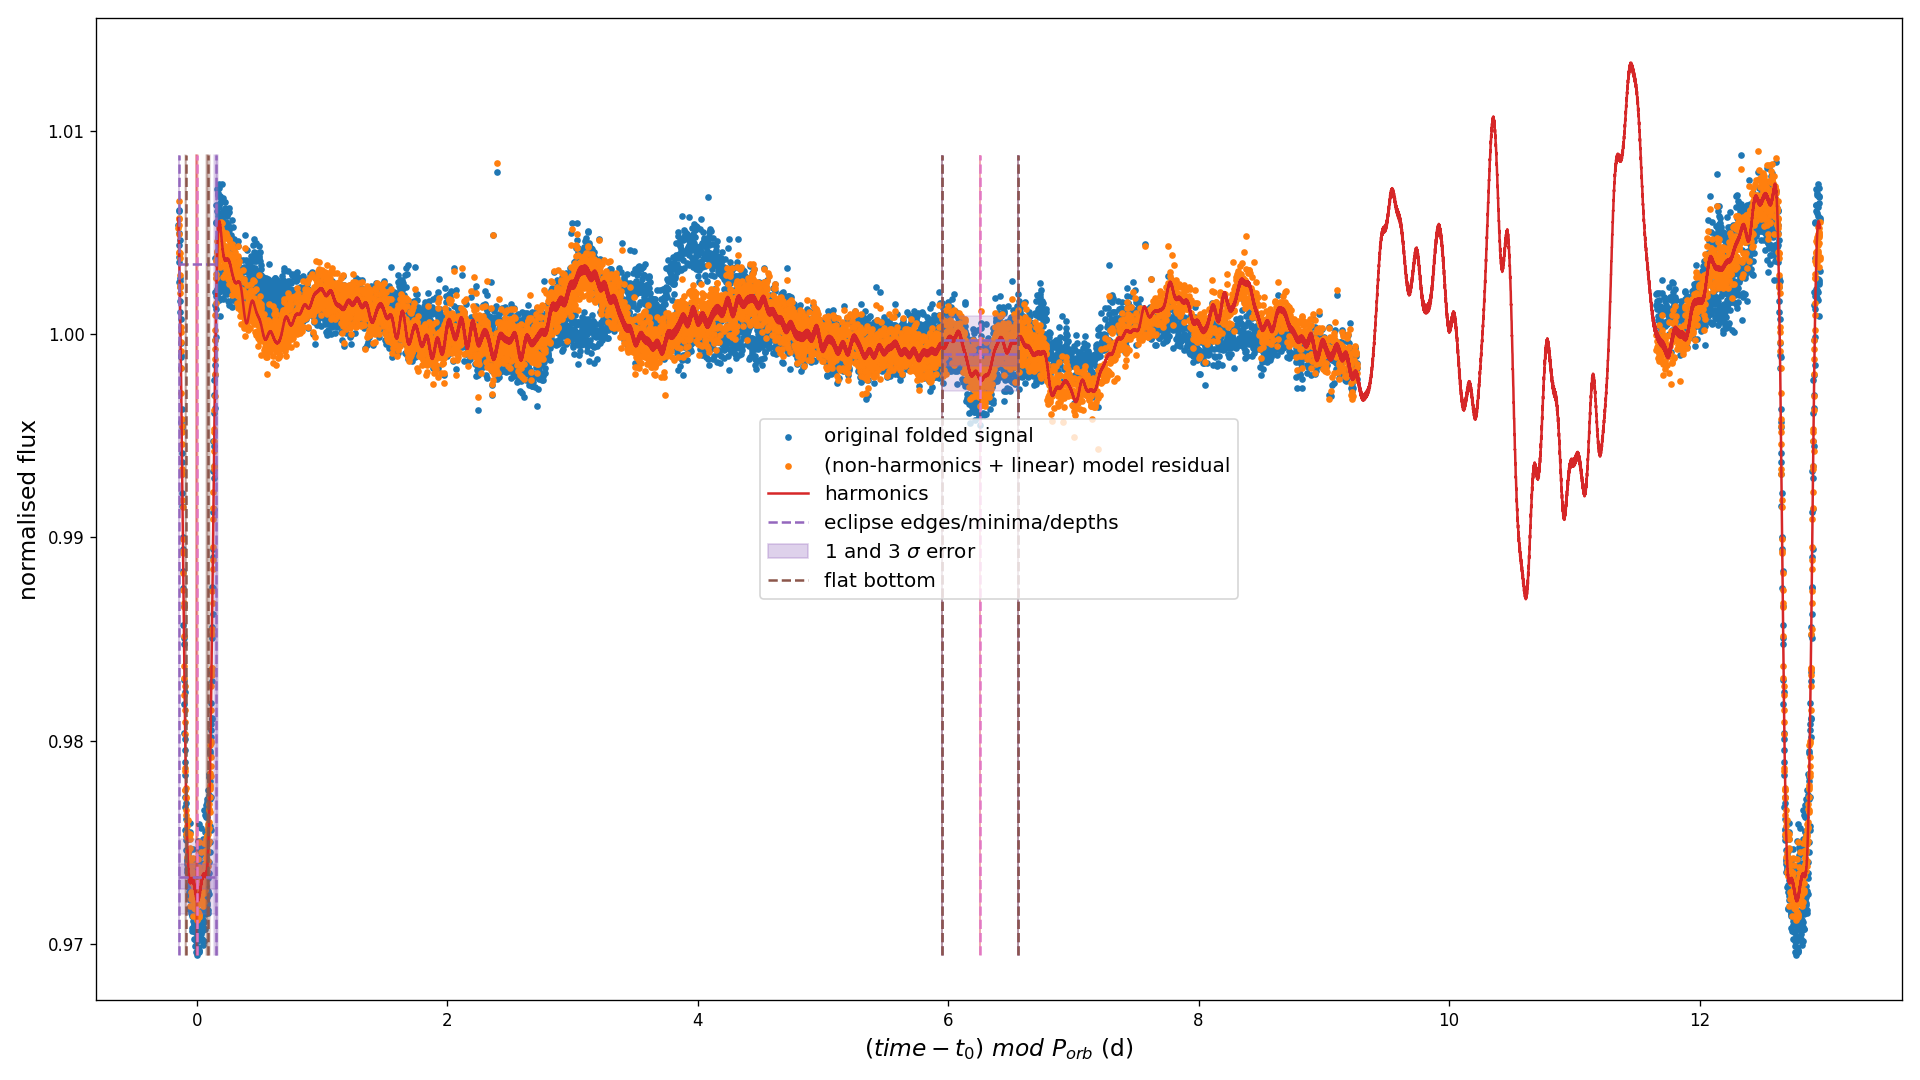 normalised flux
1.01
1.00
0.99
0.98
0.97
original folded signal
(non-harmonics + linear) model residual
harmonics
eclipse edges/minima/depths
1 and 3 σ error
flat bottom
0 2 4 6 8 10 12
(time − t₀) mod Pₒᵣb (d)